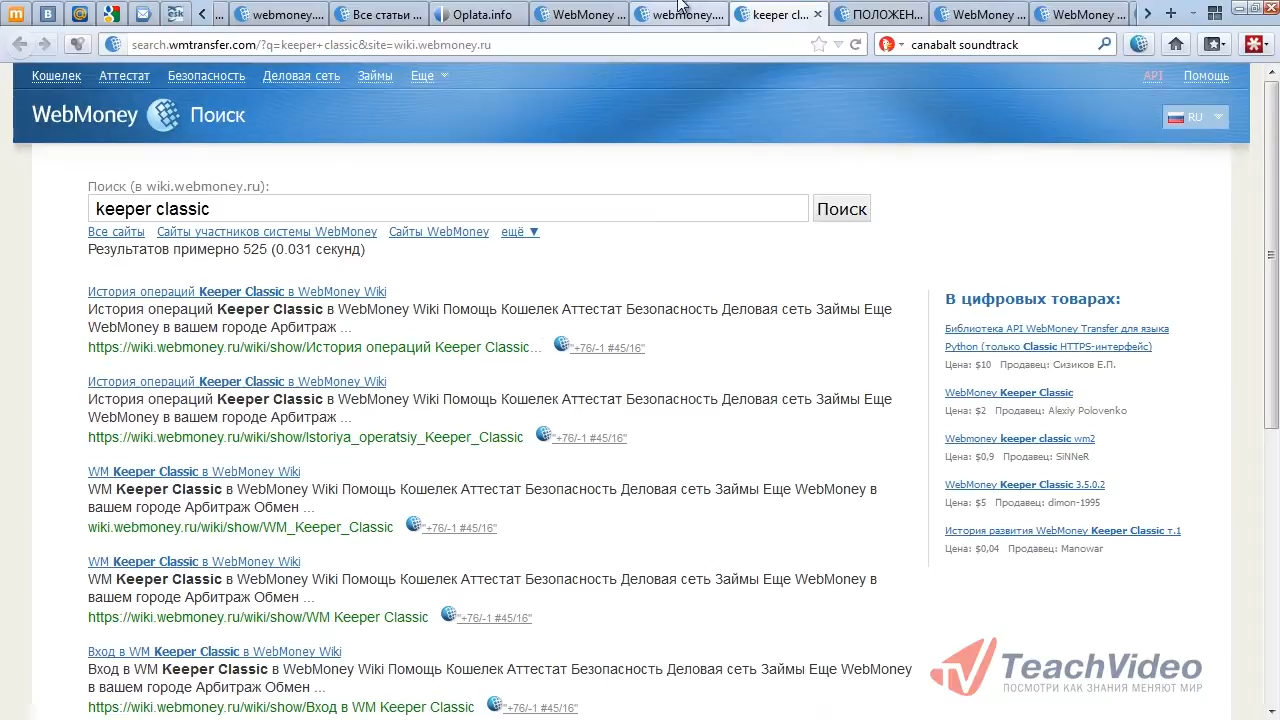 webmoney....
Все статьи ...
Oplata.info
WebMoney ...
webmoney....
keeper cl...
ПОЛОЖЕН...
WebMoney ...
WebMoney ...
search.wmtransfer.com/?q=keeper+classic&site=wiki.webmoney.ru
canabalt soundtrack
Кошелек Аттестат Безопасность Деловая сеть Займы Еще
API Помощь
WebMoney Поиск
RU
Поиск (в wiki.webmoney.ru):
keeper classic
Поиск
Все сайты Сайты участников системы WebMoney Сайты WebMoney ещё ▼
Результатов примерно 525 (0.031 секунд)
История операций Keeper Classic в WebMoney Wiki
История операций Keeper Classic в WebMoney Wiki Помощь Кошелек Аттестат Безопасность Деловая сеть Займы Еще
WebMoney в вашем городе Арбитраж ...
https://wiki.webmoney.ru/wiki/show/История операций Keeper Classic... "+76/-1 #45/16"
История операций Keeper Classic в WebMoney Wiki
История операций Keeper Classic в WebMoney Wiki Помощь Кошелек Аттестат Безопасность Деловая сеть Займы Еще
WebMoney в вашем городе Арбитраж ...
https://wiki.webmoney.ru/wiki/show/Istoriya_operatsiy_Keeper_Classic "+76/-1 #45/16"
WM Keeper Classic в WebMoney Wiki
WM Keeper Classic в WebMoney Wiki Помощь Кошелек Аттестат Безопасность Деловая сеть Займы Еще WebMoney в
вашем городе Арбитраж Обмен ...
wiki.webmoney.ru/wiki/show/WM_Keeper_Classic "+76/-1 #45/16"
WM Keeper Classic в WebMoney Wiki
WM Keeper Classic в WebMoney Wiki Помощь Кошелек Аттестат Безопасность Деловая сеть Займы Еще WebMoney в
вашем городе Арбитраж Обмен ...
https://wiki.webmoney.ru/wiki/show/WM Keeper Classic "+76/-1 #45/16"
Вход в WM Keeper Classic в WebMoney Wiki
Вход в WM Keeper Classic в WebMoney Wiki Помощь Кошелек Аттестат Безопасность Деловая сеть Займы Еще WebMoney
в вашем городе Арбитраж Обмен ...
https://wiki.webmoney.ru/wiki/show/Вход в WM Keeper Classic "+76/-1 #45/16"
В цифровых товарах:
Библиотека API WebMoney Transfer для языка
Python (только Classic HTTPS-интерфейс)
Цена: $10 Продавец: Сизиков Е.П.
WebMoney Keeper Classic
Цена: $2 Продавец: Alexiy Polovenko
Webmoney keeper classic wm2
Цена: $0,9 Продавец: SiNNeR
WebMoney Keeper Classic 3.5.0.2
Цена: $5 Продавец: dimon-1995
История развития WebMoney Keeper Classic т.1
Цена: $0,04 Продавец: Manowar
TeachVideo
ПОСМОТРИ КАК ЗНАНИЯ МЕНЯЮТ МИР